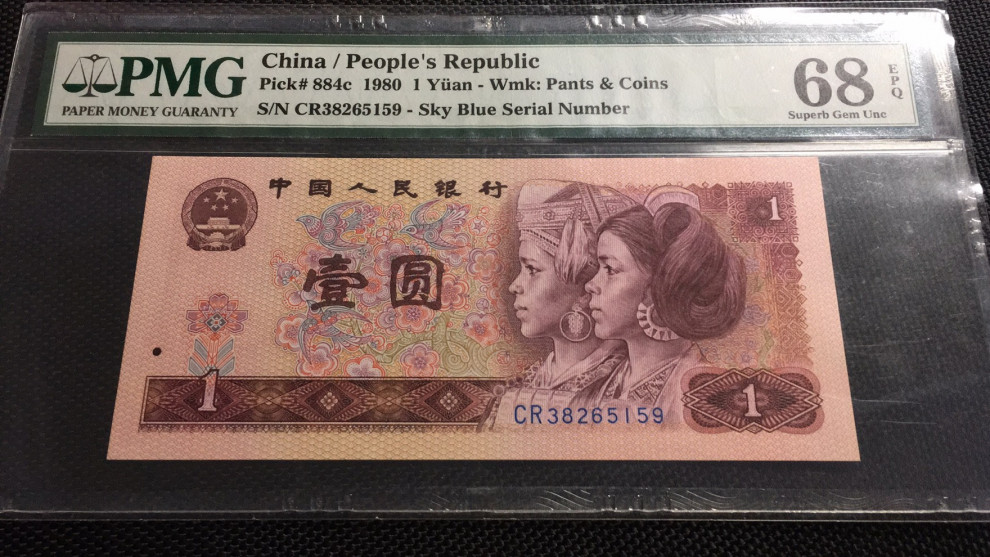 PMG
PAPER MONEY GUARANTY
China / People's Republic
Pick# 884c 1980 1 Yüan - Wmk: Pants & Coins
S/N CR38265159 - Sky Blue Serial Number
68
EPQ
Superb Gem Unc
中国人民银行
1
壹圆
1
CR38265159
1